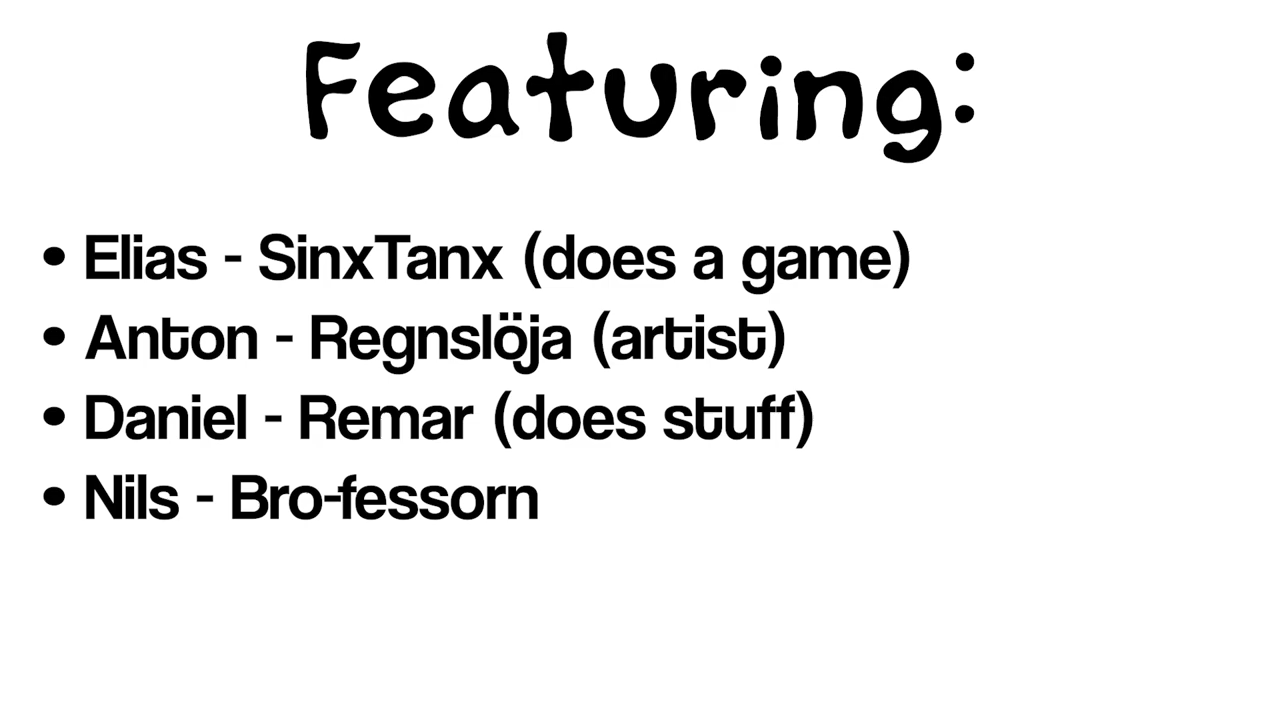 Featuring:
• Elias - SinxTanx (does a game)
• Anton - Regnslöja (artist)
• Daniel - Remar (does stuff)
• Nils - Bro-fessorn